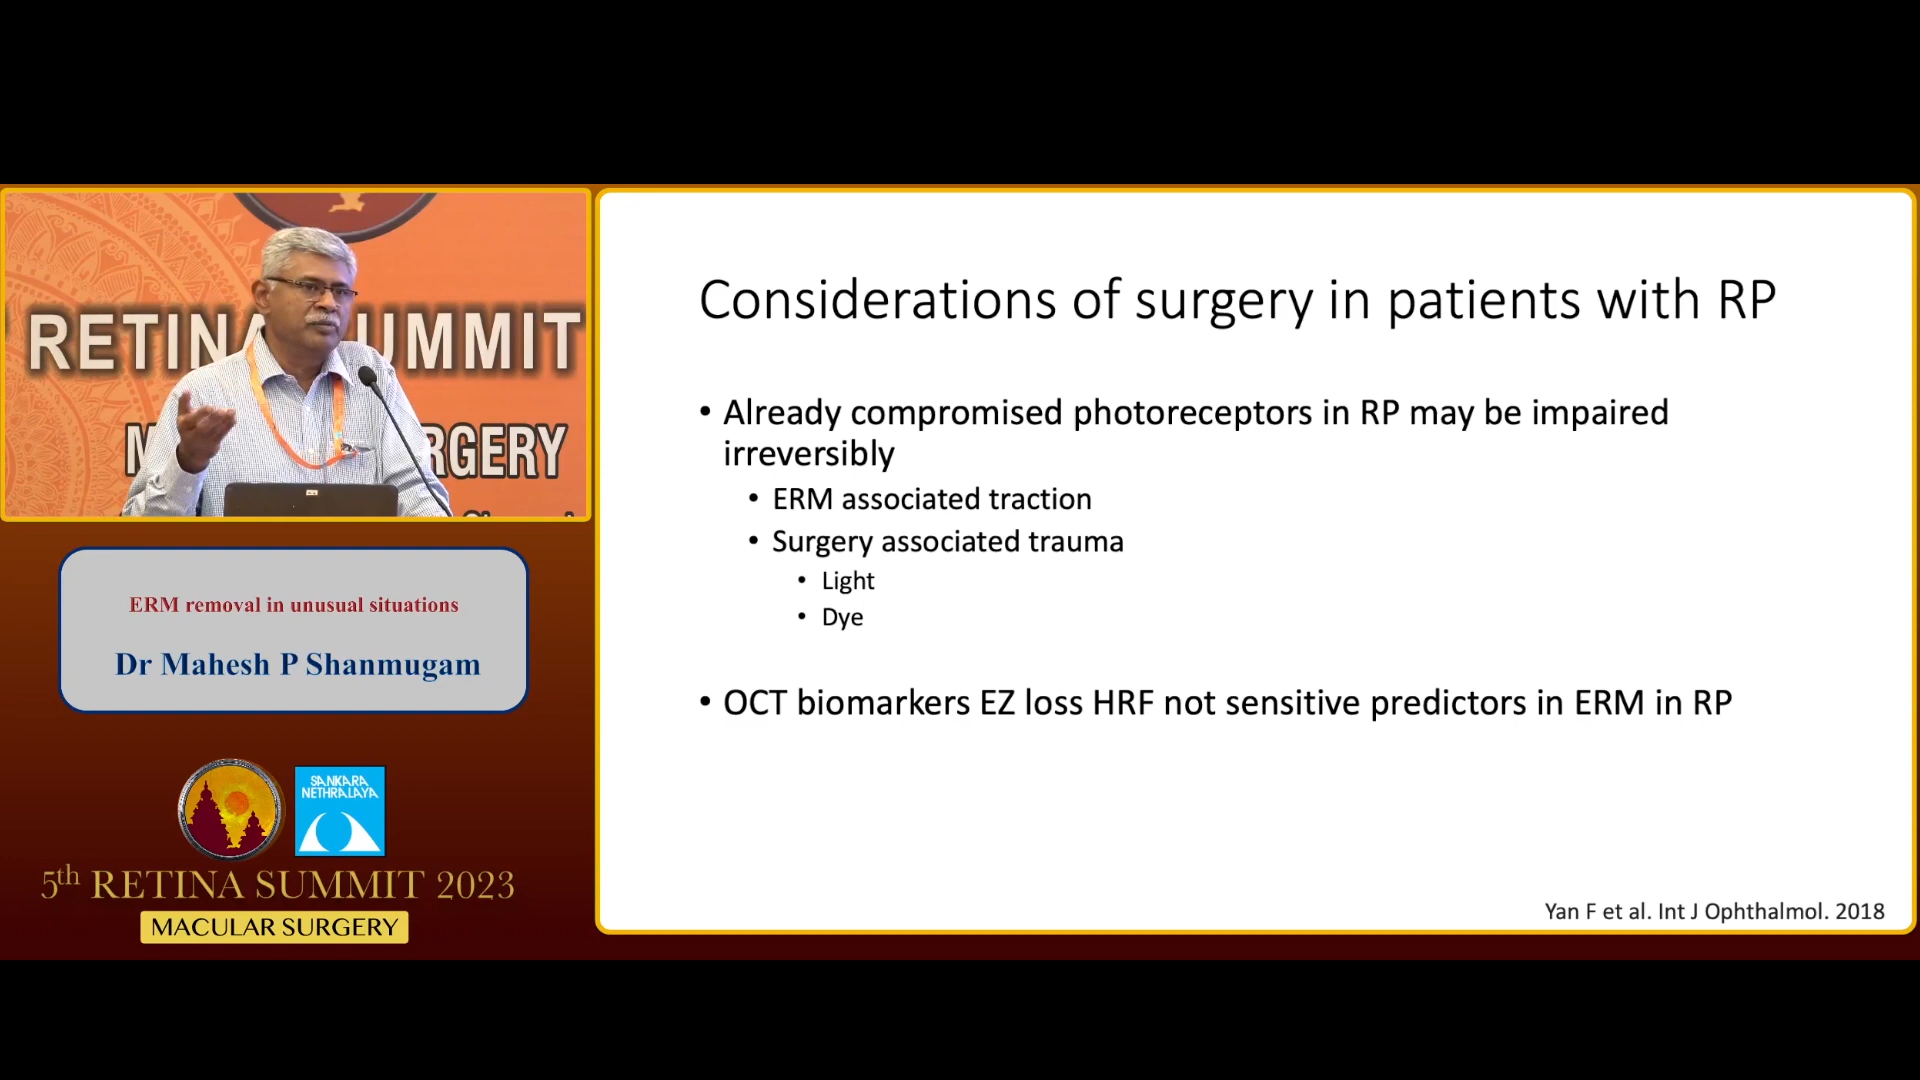 RETINA SUMMIT
RGERY
ERM removal in unusual situations
Dr Mahesh P Shanmugam
SANKARA
NETHRALAYA
5th RETINA SUMMIT 2023
MACULAR SURGERY
Considerations of surgery in patients with RP
• Already compromised photoreceptors in RP may be impaired
irreversibly
• ERM associated traction
• Surgery associated trauma
• Light
• Dye
• OCT biomarkers EZ loss HRF not sensitive predictors in ERM in RP
Yan F et al. Int J Ophthalmol. 2018